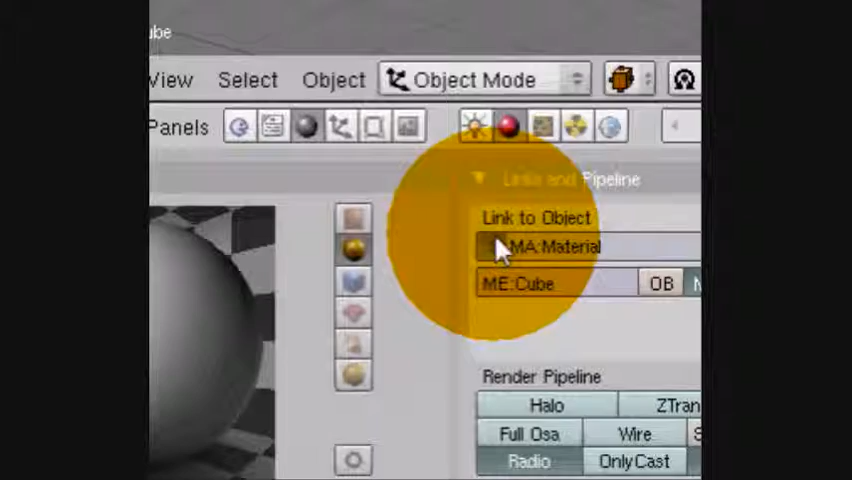 ube
View Select Object Object Mode
Panels
Links and Pipeline
Link to Object
MA:Material
ME:Cube OB
Render Pipeline
Halo ZTran
Full Osa Wire
Radio OnlyCast